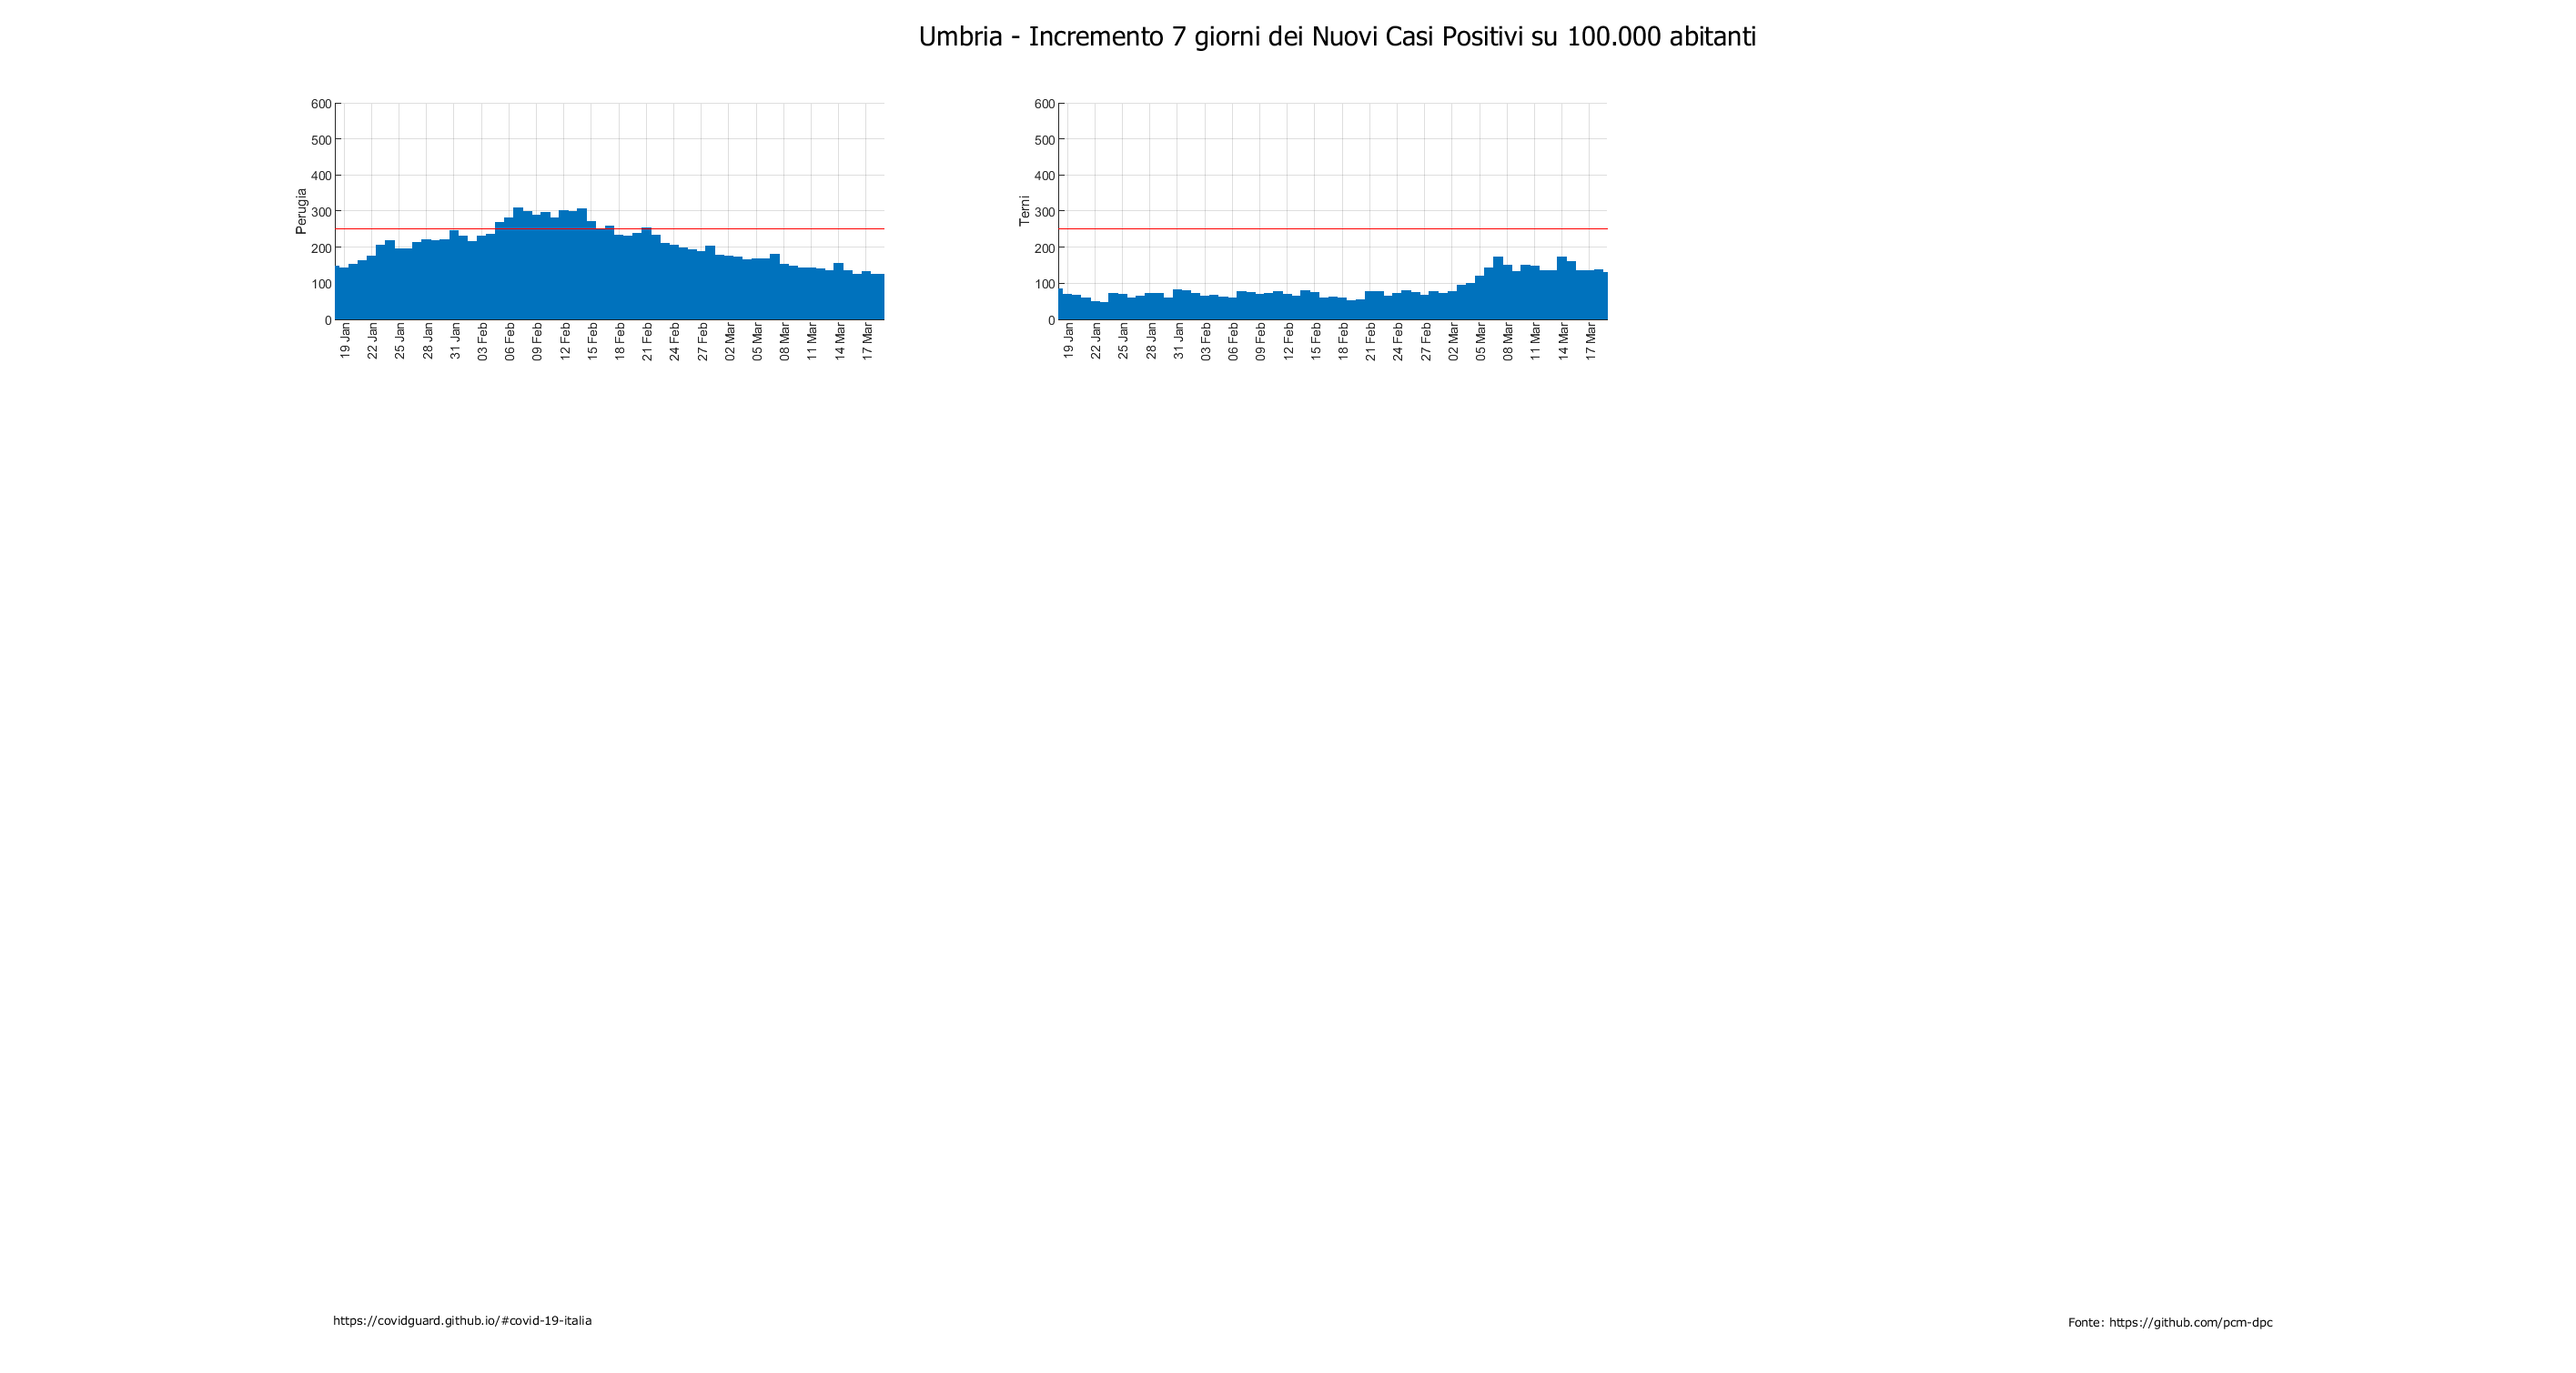 Umbria - Incremento 7 giorni dei Nuovi Casi Positivi su 100.000 abitanti
Perugia
600
500
400
300
200
100
0
19 Jan
22 Jan
25 Jan
28 Jan
31 Jan
03 Feb
06 Feb
09 Feb
12 Feb
15 Feb
18 Feb
21 Feb
24 Feb
27 Feb
02 Mar
05 Mar
08 Mar
11 Mar
14 Mar
17 Mar
Terni
600
500
400
300
200
100
0
19 Jan
22 Jan
25 Jan
28 Jan
31 Jan
03 Feb
06 Feb
09 Feb
12 Feb
15 Feb
18 Feb
21 Feb
24 Feb
27 Feb
02 Mar
05 Mar
08 Mar
11 Mar
14 Mar
17 Mar
https://covidguard.github.io/#covid-19-italia
Fonte: https://github.com/pcm-dpc